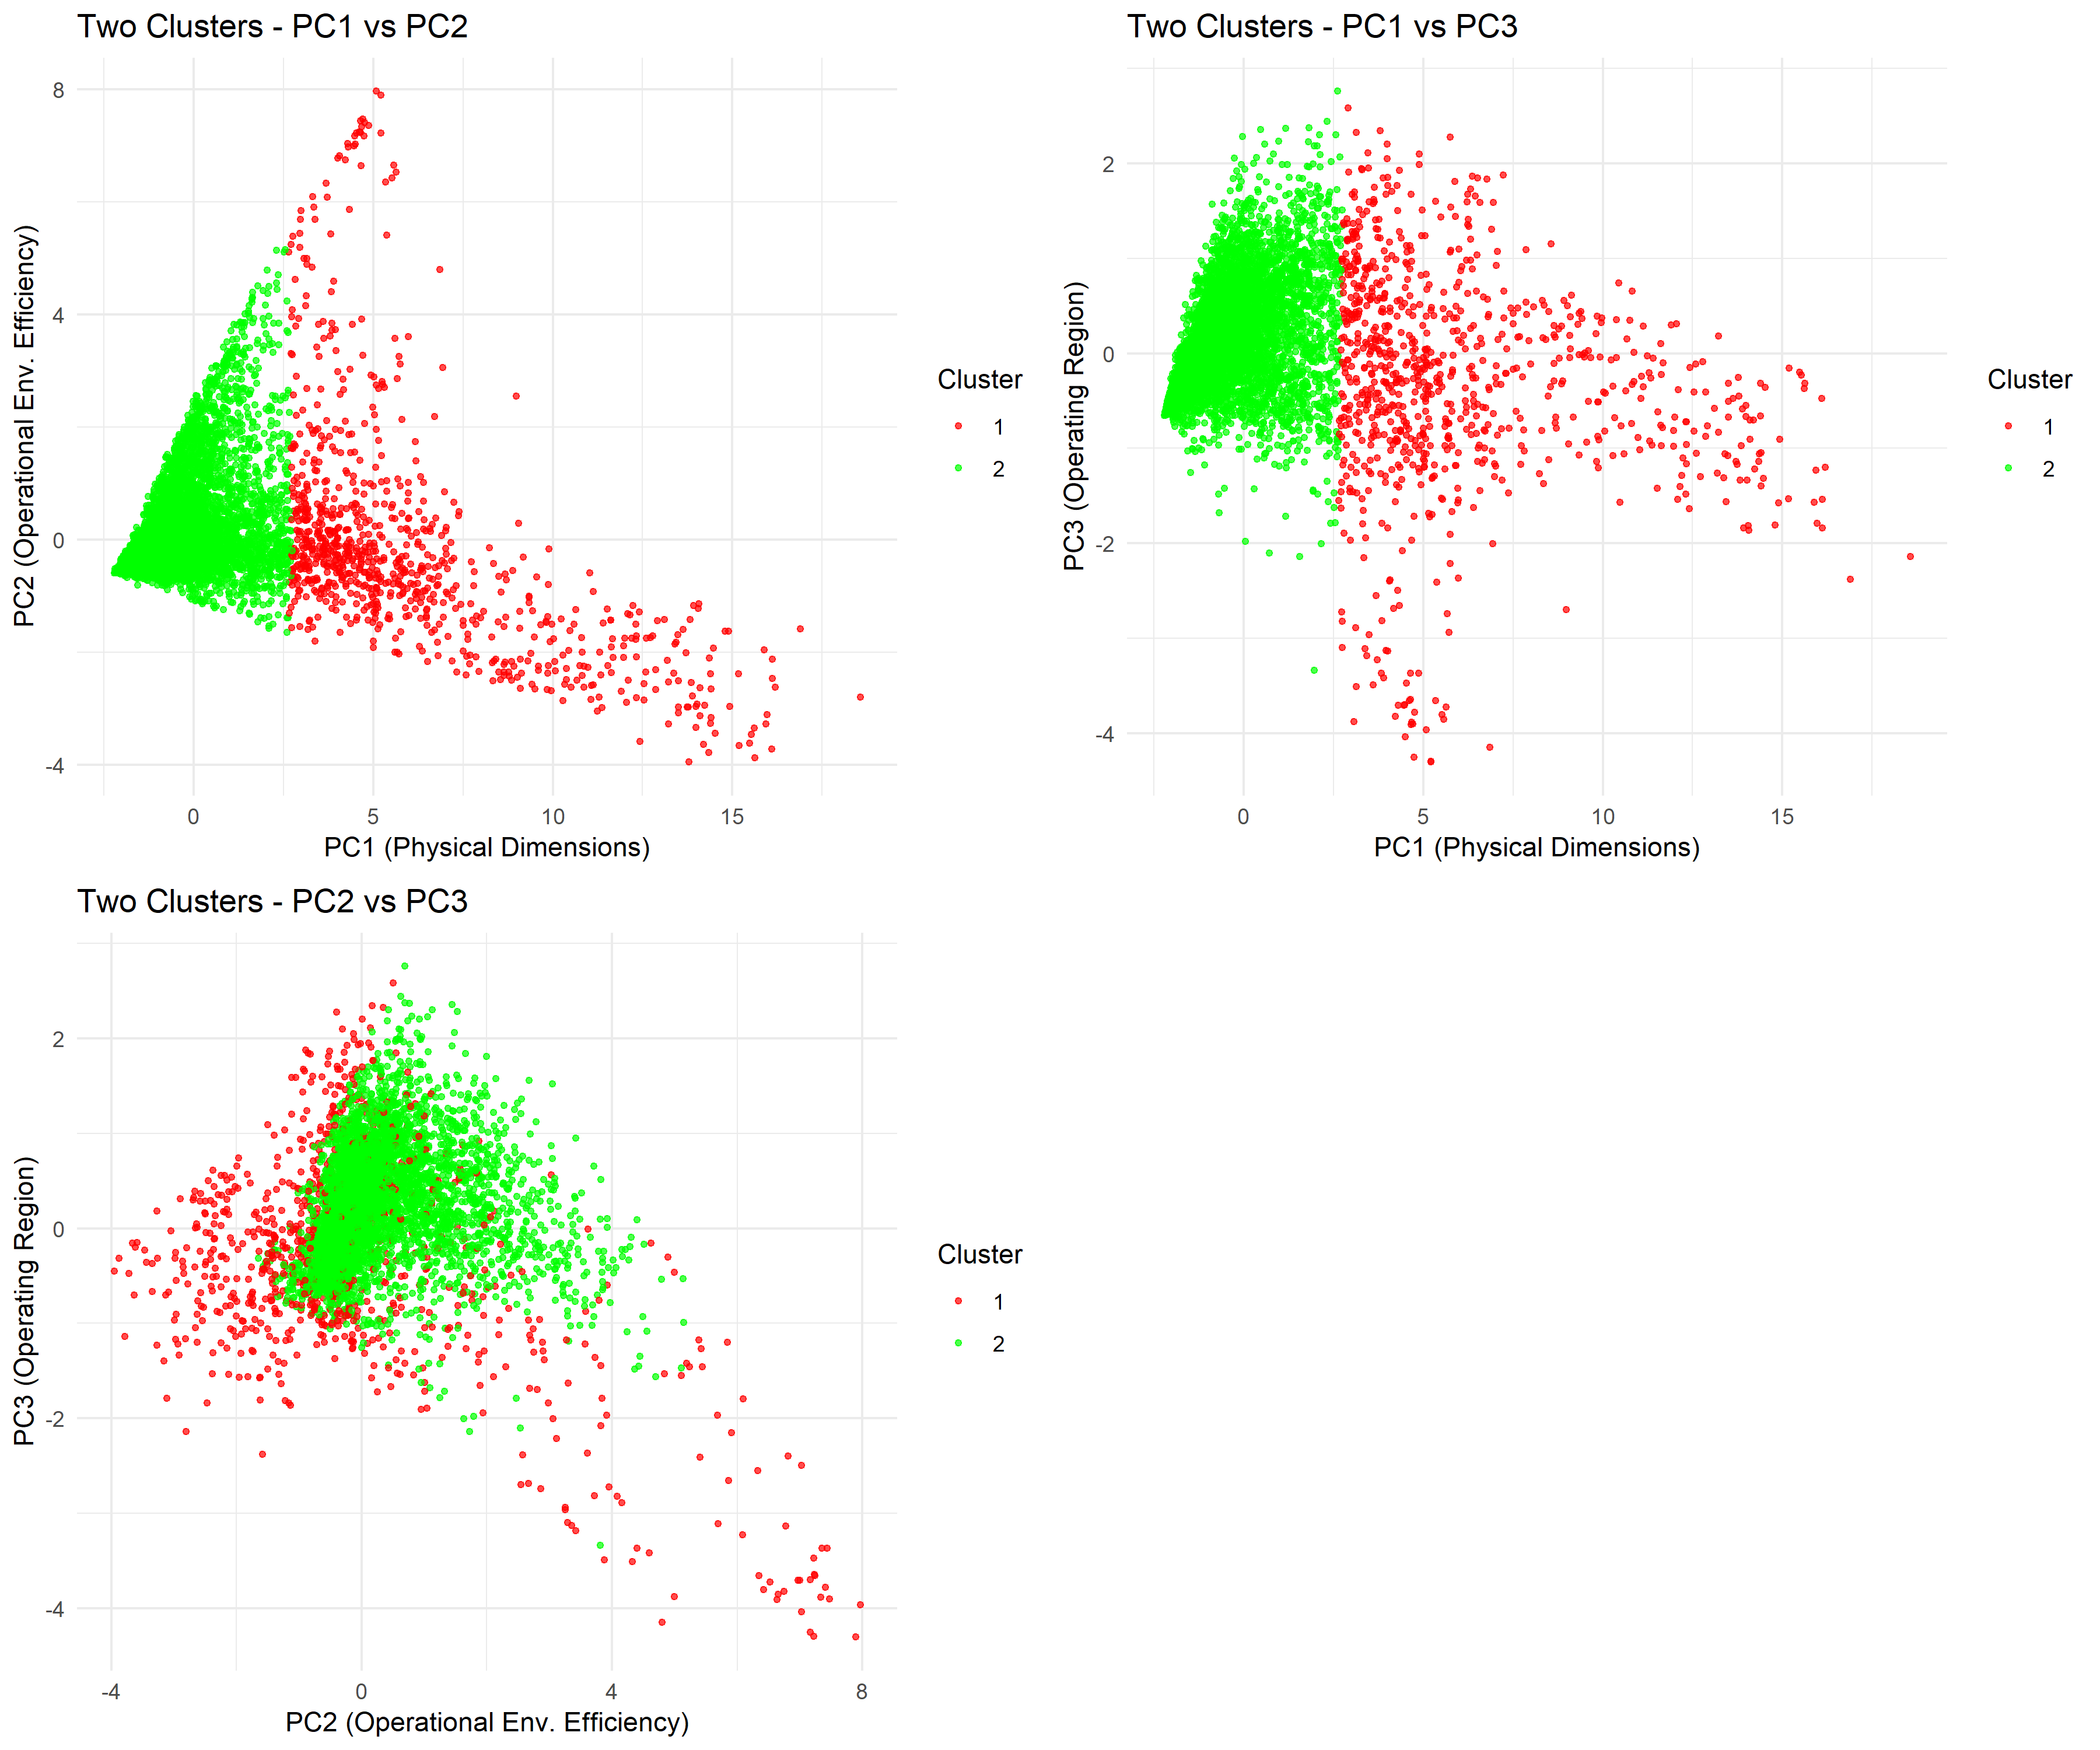 Two Clusters - PC1 vs PC2
8
4
0
-4
PC2 (Operational Env. Efficiency)
0 5 10 15
PC1 (Physical Dimensions)
Cluster
1
2
Two Clusters - PC1 vs PC3
2
0
-2
-4
PC3 (Operating Region)
0 5 10 15
PC1 (Physical Dimensions)
Cluster
1
2
Two Clusters - PC2 vs PC3
2
0
-2
-4
PC3 (Operating Region)
-4 0 4 8
PC2 (Operational Env. Efficiency)
Cluster
1
2